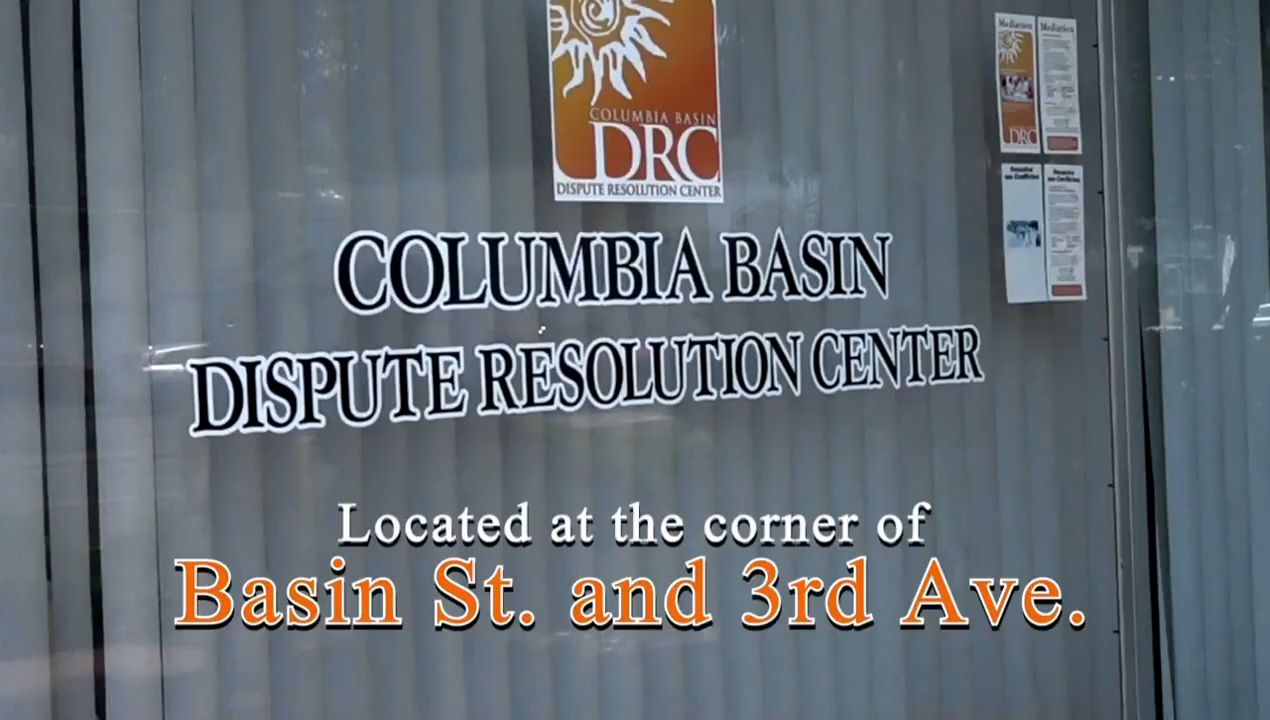 COLUMBIA BASIN
DRC
DISPUTE RESOLUTION CENTER
COLUMBIA BASIN
DISPUTE RESOLUTION CENTER
Mediation
Mediation
DRC
Located at the corner of
Basin St. and 3rd Ave.